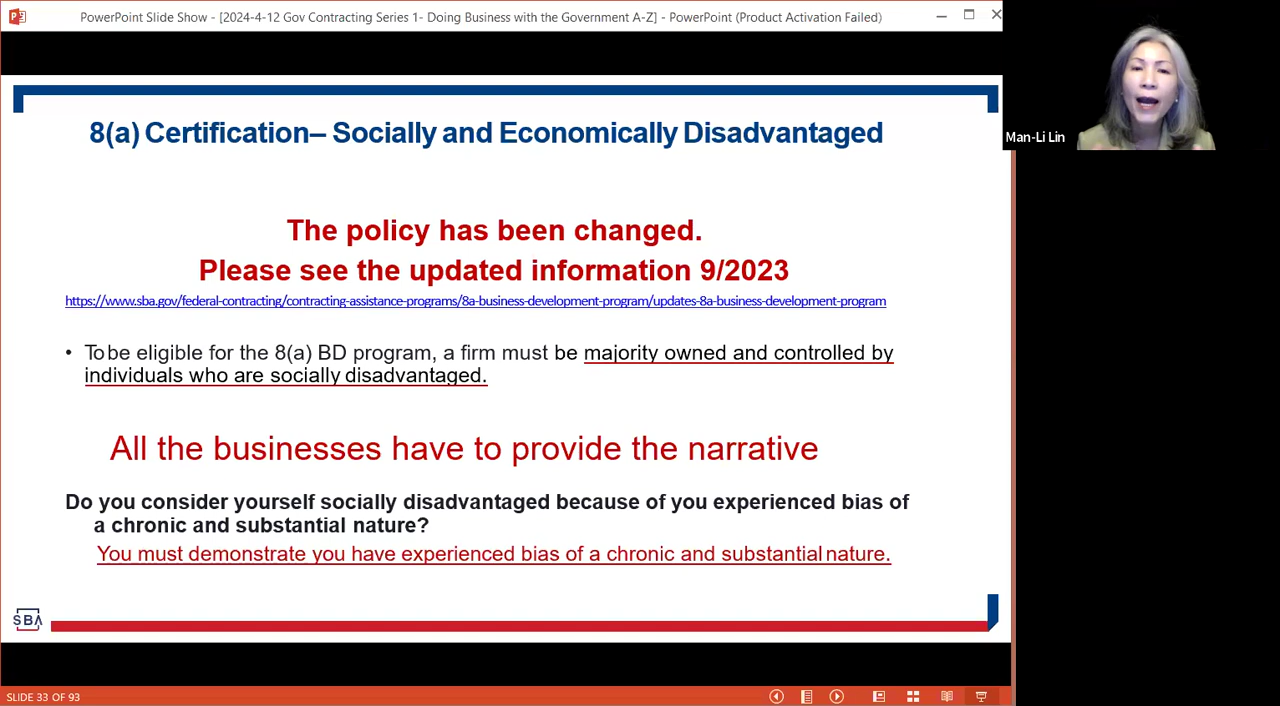 PowerPoint Slide Show - [2024-4-12 Gov Contracting Series 1- Doing Business with the Government A-Z] - PowerPoint (Product Activation Failed)
8(a) Certification– Socially and Economically Disadvantaged
Man-Li Lin
The policy has been changed.
Please see the updated information 9/2023
https://www.sba.gov/federal-contracting/contracting-assistance-programs/8a-business-development-program/updates-8a-business-development-program
• To be eligible for the 8(a) BD program, a firm must be majority owned and controlled by
individuals who are socially disadvantaged.
All the businesses have to provide the narrative
Do you consider yourself socially disadvantaged because of you experienced bias of
a chronic and substantial nature?
You must demonstrate you have experienced bias of a chronic and substantial nature.
SBA
SLIDE 33 OF 93